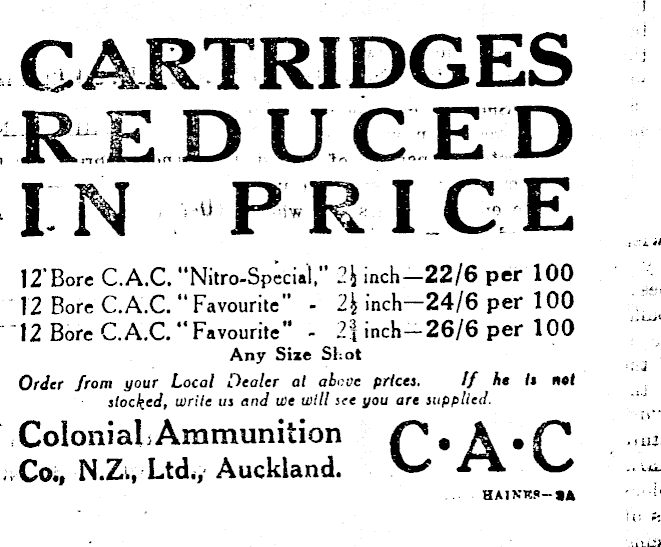 CARTRIDGES
REDUCED
IN PRICE
12 Bore C.A.C. "Nitro-Special," 2½ inch—22/6 per 100
12 Bore C.A.C. "Favourite" - 2½ inch—24/6 per 100
12 Bore C.A.C. "Favourite" - 2¾ inch—26/6 per 100
Any Size Shot
Order from your Local Dealer at above prices. If he is not
stocked, write us and we will see you are supplied.
Colonial Ammunition
Co., N.Z., Ltd., Auckland.
C·A·C
HAINES—9A